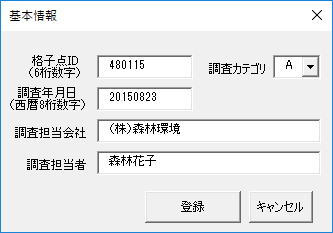 基本情報
格子点ID
(6桁数字)
480115
調査カテゴリ
A
調査年月日
(西暦8桁数字)
20150823
調査担当会社
(株)森林環境
調査担当者
森林花子
登録
キャンセル